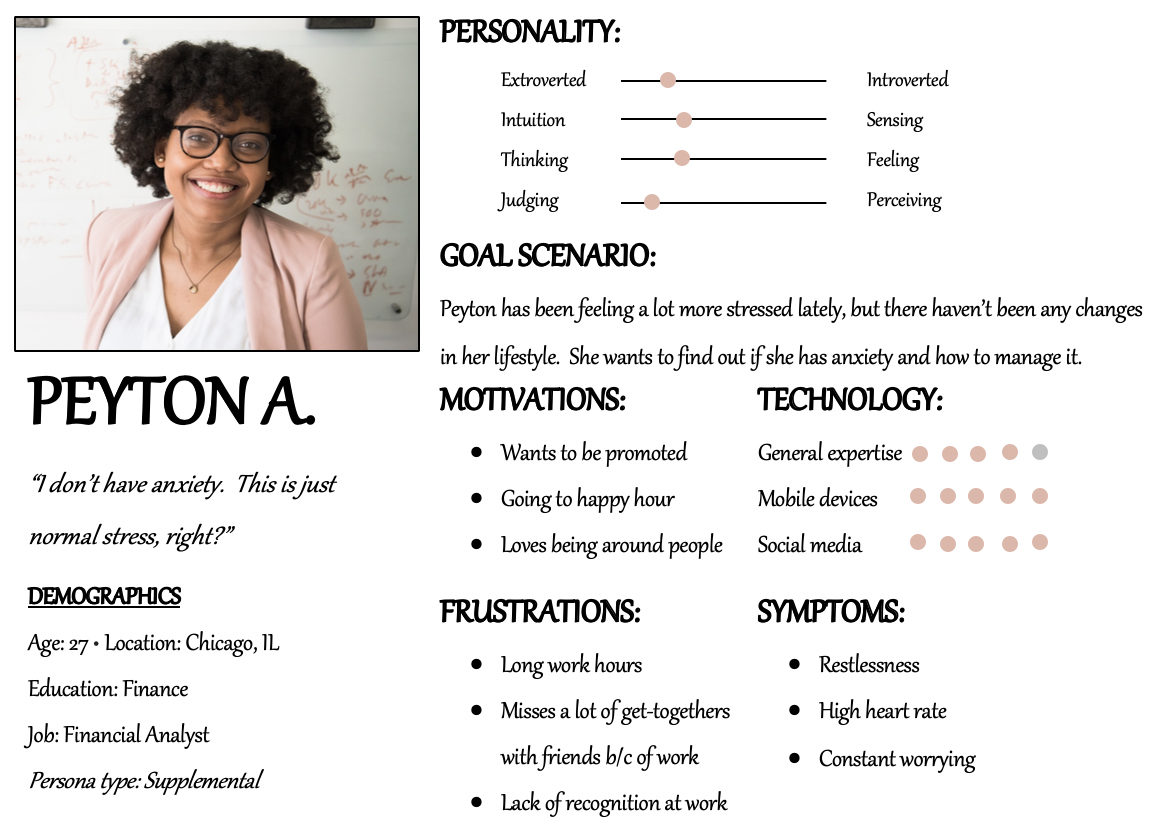 PEYTON A.
“I don’t have anxiety.  This is just
normal stress, right?”
DEMOGRAPHICS
Age: 27 • Location: Chicago, IL
Education: Finance
Job: Financial Analyst
Persona type: Supplemental
PERSONALITY:
Extroverted Introverted
Intuition Sensing
Thinking Feeling
Judging Perceiving
GOAL SCENARIO:
Peyton has been feeling a lot more stressed lately, but there haven’t been any changes
in her lifestyle.  She wants to find out if she has anxiety and how to manage it.
MOTIVATIONS:
● Wants to be promoted
● Going to happy hour
● Loves being around people
TECHNOLOGY:
General expertise
Mobile devices
Social media
FRUSTRATIONS:
● Long work hours
● Misses a lot of get-togethers
with friends b/c of work
● Lack of recognition at work
SYMPTOMS:
● Restlessness
● High heart rate
● Constant worrying